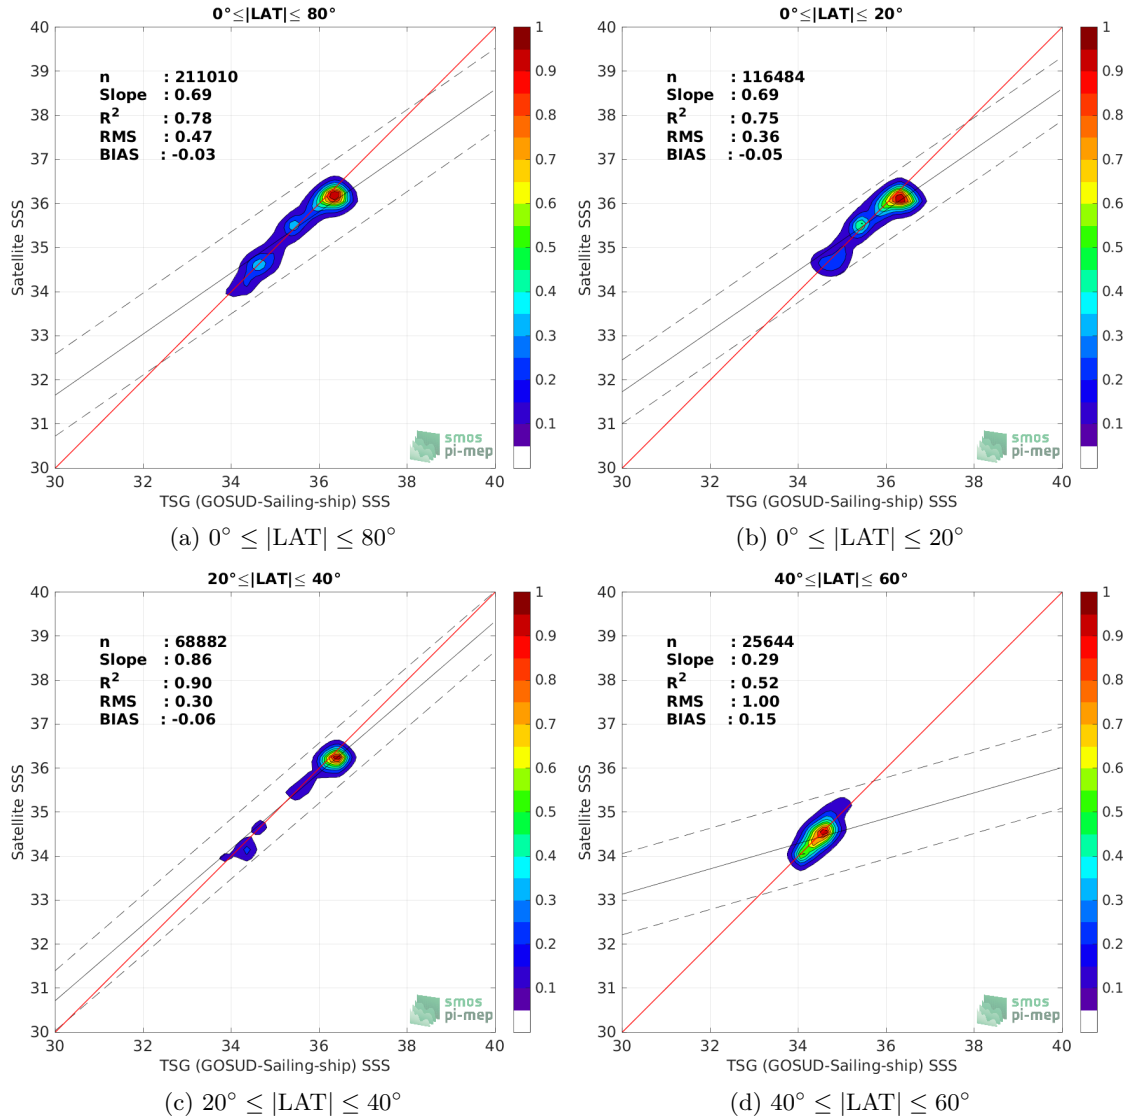 0°≤|LAT|≤ 80°
40
39
38
37
36
35
34
33
32
31
30
Satellite SSS
n : 211010
Slope : 0.69
R² : 0.78
RMS : 0.47
BIAS : -0.03
smos
pi-mep
30 32 34 36 38 40
TSG (GOSUD-Sailing-ship) SSS
1
0.9
0.8
0.7
0.6
0.5
0.4
0.3
0.2
0.1
(a) 0° ≤ |LAT| ≤ 80°
0°≤|LAT|≤ 20°
40
39
38
37
36
35
34
33
32
31
30
Satellite SSS
n : 116484
Slope : 0.69
R² : 0.75
RMS : 0.36
BIAS : -0.05
smos
pi-mep
30 32 34 36 38 40
TSG (GOSUD-Sailing-ship) SSS
1
0.9
0.8
0.7
0.6
0.5
0.4
0.3
0.2
0.1
(b) 0° ≤ |LAT| ≤ 20°
20°≤|LAT|≤ 40°
40
39
38
37
36
35
34
33
32
31
30
Satellite SSS
n : 68882
Slope : 0.86
R² : 0.90
RMS : 0.30
BIAS : -0.06
smos
pi-mep
30 32 34 36 38 40
TSG (GOSUD-Sailing-ship) SSS
1
0.9
0.8
0.7
0.6
0.5
0.4
0.3
0.2
0.1
(c) 20° ≤ |LAT| ≤ 40°
40°≤|LAT|≤ 60°
40
39
38
37
36
35
34
33
32
31
30
Satellite SSS
n : 25644
Slope : 0.29
R² : 0.52
RMS : 1.00
BIAS : 0.15
smos
pi-mep
30 32 34 36 38 40
TSG (GOSUD-Sailing-ship) SSS
1
0.9
0.8
0.7
0.6
0.5
0.4
0.3
0.2
0.1
(d) 40° ≤ |LAT| ≤ 60°